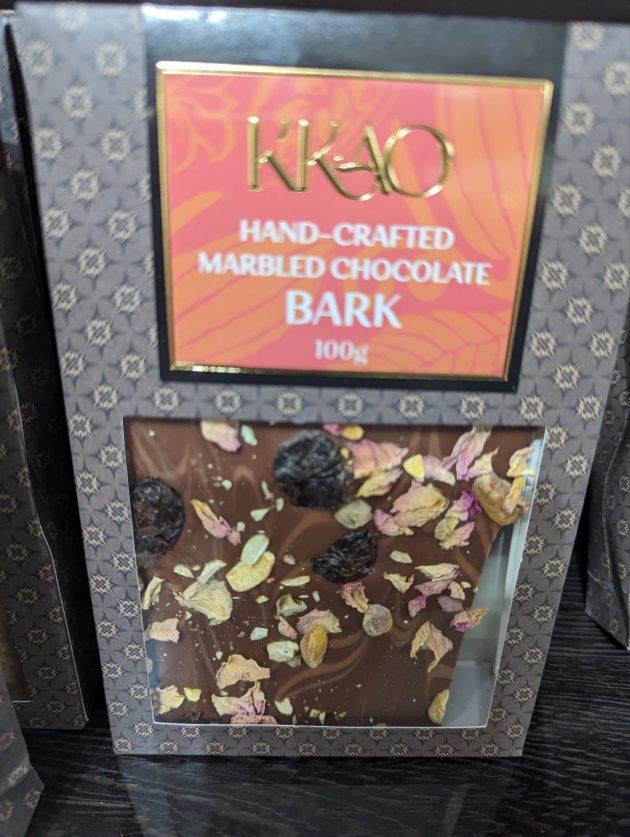 K'KAO
HAND-CRAFTED
MARBLED CHOCOLATE
BARK
100g